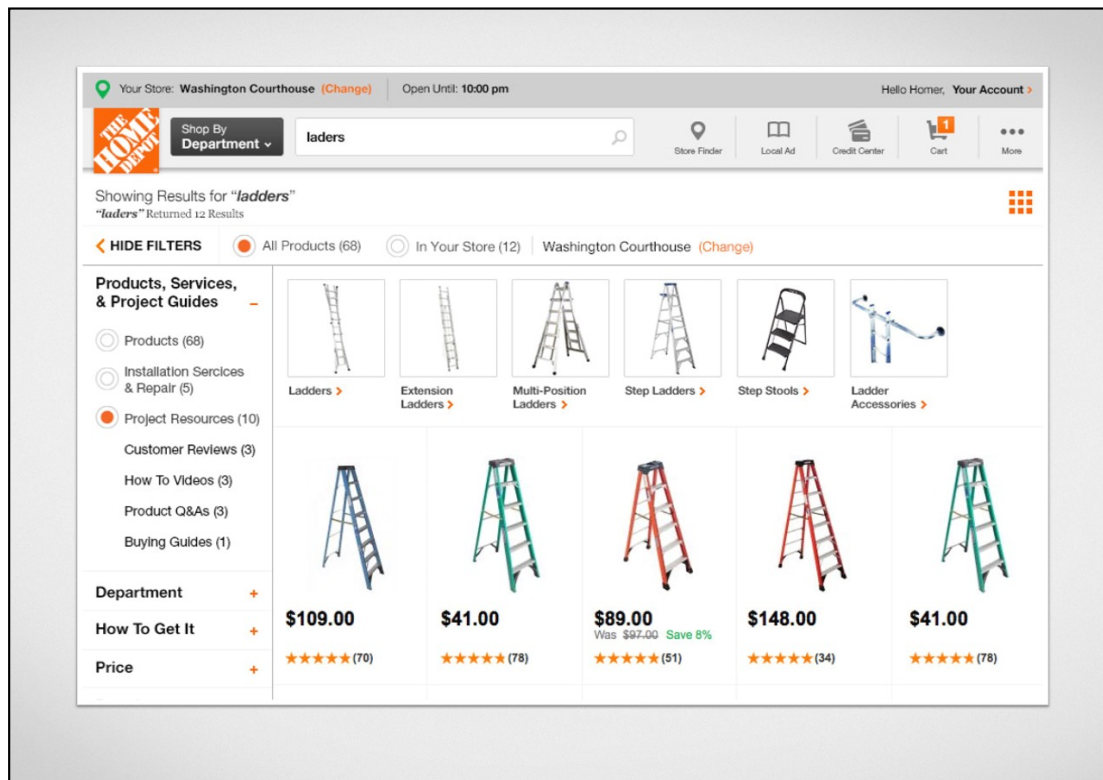 Your Store: Washington Courthouse (Change) Open Until: 10:00 pm Hello Homer, Your Account >
THE HOME DEPOT
Shop By
Department
laders
Store Finder Local Ad Credit Center 1 Cart More
Showing Results for “ladders”
“laders” Returned 12 Results
HIDE FILTERS All Products (68) In Your Store (12) Washington Courthouse (Change)
Products, Services,
& Project Guides –
Products (68)
Installation Sercices
& Repair (5)
Project Resources (10)
Customer Reviews (3)
How To Videos (3)
Product Q&As (3)
Buying Guides (1)
Department +
How To Get It +
Price +
Ladders >
Extension
Ladders >
Multi-Position
Ladders >
Step Ladders >
Step Stools >
Ladder
Accessories >
$109.00
(70)
$41.00
(78)
$89.00
Was $97.00 Save 8%
(51)
$148.00
(34)
$41.00
(78)